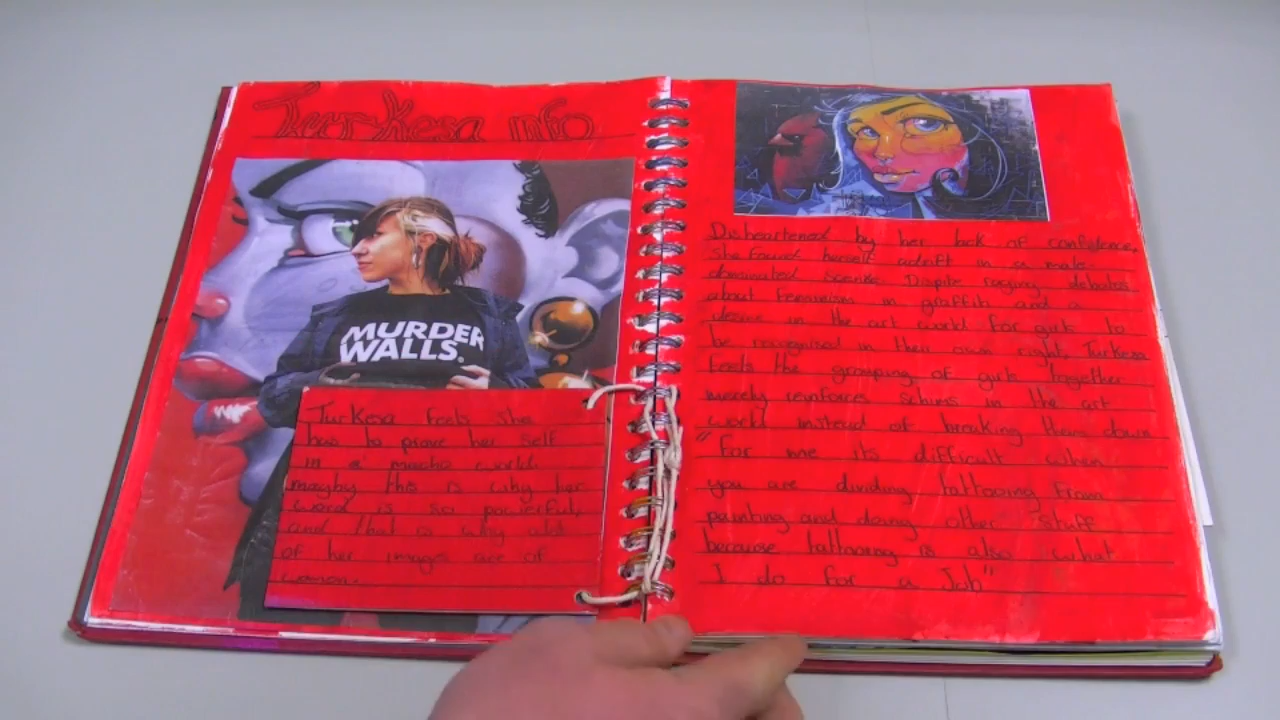 TurKesa info
MURDER
WALLS.
TurKesa feels she
has to prove her self
in a macho world.
mayby this is why her
work is so powerful,
and that is why alot
of her images are of
women.
Disheartened by her lack of confidence,
She found herself adrift in a male-
dominated scene. Dispite raging debates
about Feminism in graffiti and a
desire in the art world for girls to
be recognised in their own right, TurKesa
feels the grouping of girls together
merely reinforces schisms in the art
world instead of breaking them down
"For me its difficult when
you are dividing tattooing from
painting and doing other stuff
because tattooing is also what
I do for a Job"